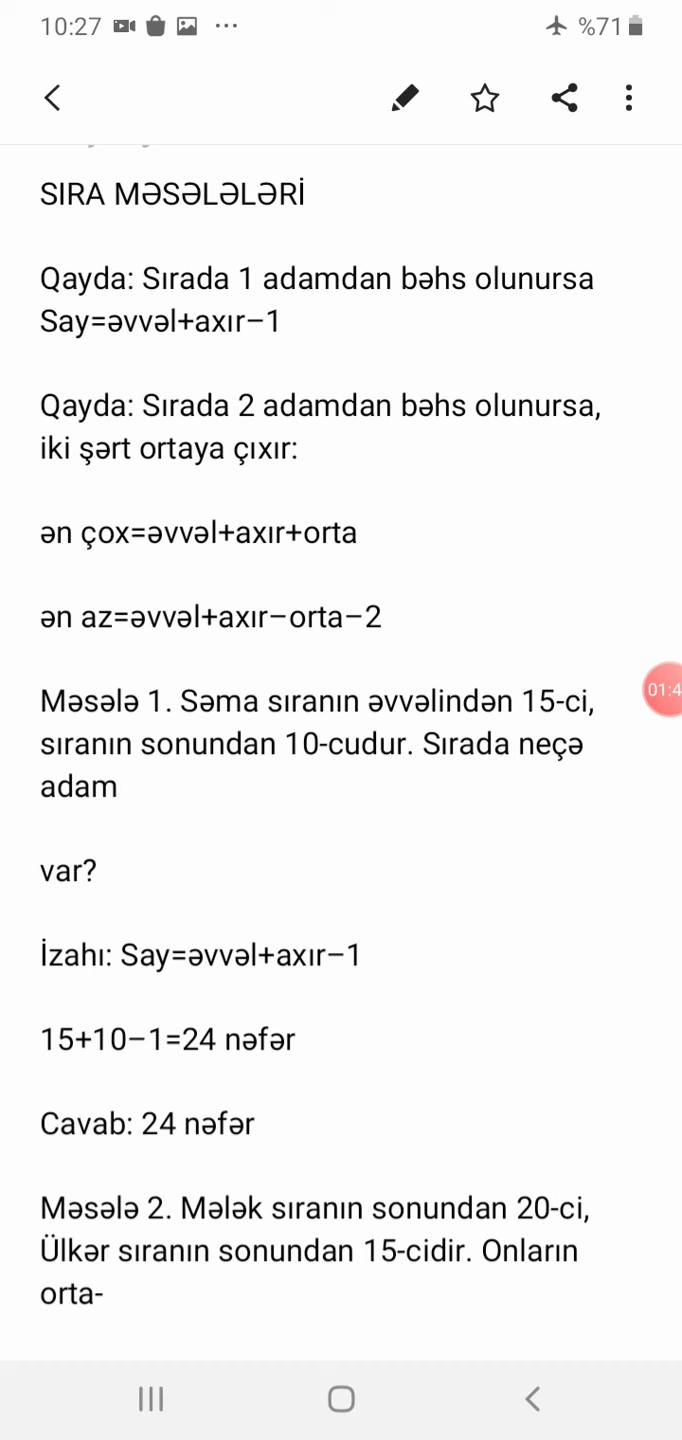 10:27
%71
SIRA MƏSƏLƏLƏRİ
Qayda: Sırada 1 adamdan bəhs olunursa
Say=əvvəl+axır−1
Qayda: Sırada 2 adamdan bəhs olunursa,
iki şərt ortaya çıxır:
ən çox=əvvəl+axır+orta
ən az=əvvəl+axır−orta−2
Məsələ 1. Səma sıranın əvvəlindən 15-ci,
01:4
sıranın sonundan 10-cudur. Sırada neçə
adam
var?
İzahı: Say=əvvəl+axır−1
15+10−1=24 nəfər
Cavab: 24 nəfər
Məsələ 2. Mələk sıranın sonundan 20-ci,
Ülkər sıranın sonundan 15-cidir. Onların
orta-